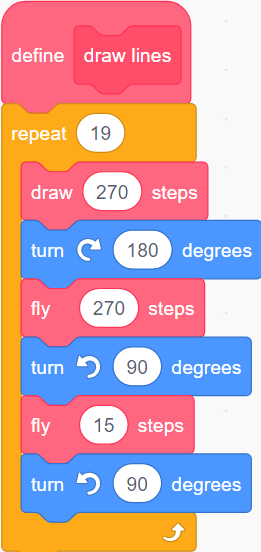 define draw lines
repeat 19
draw 270 steps
turn 180 degrees
fly 270 steps
turn 90 degrees
fly 15 steps
turn 90 degrees